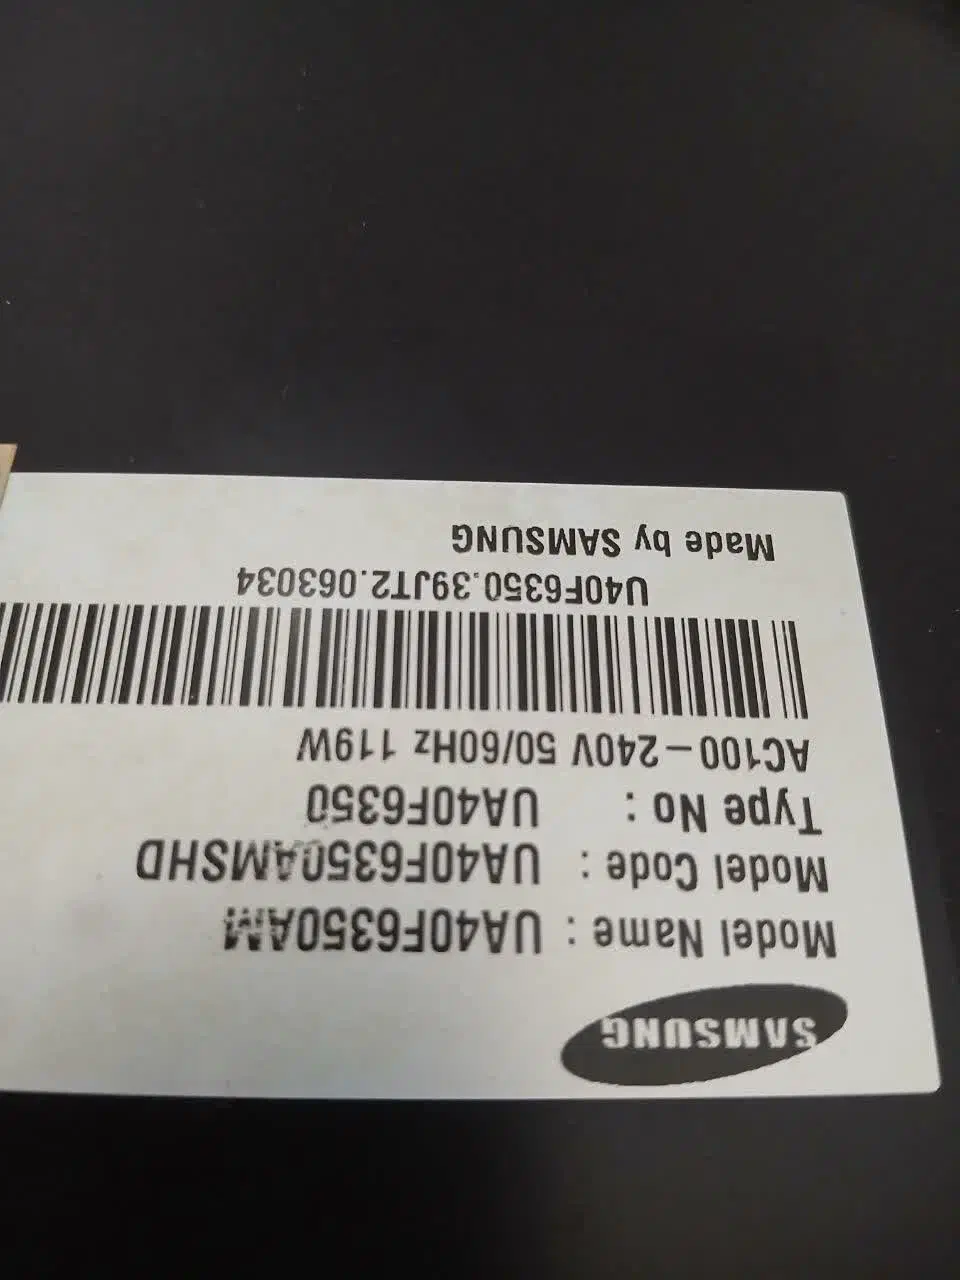 SAMSUNG
Model Name : UA40F6350AM
Model Code : UA40F6350AMSHD
Type No : UA40F6350
AC100-240V 50/60Hz 119W
U40F6350.39JT2.063034
Made by SAMSUNG